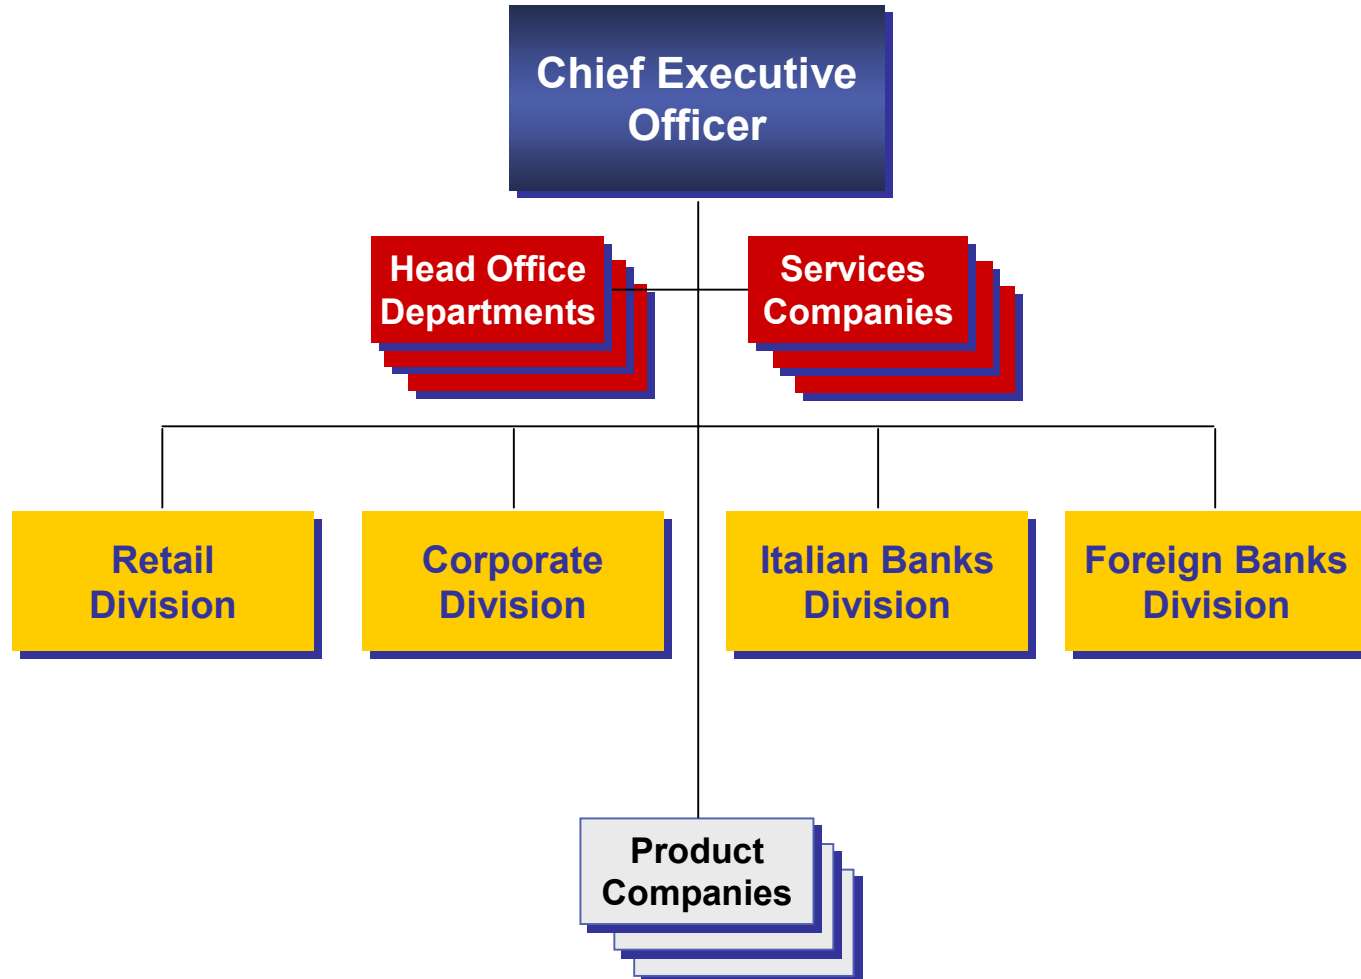 Chief Executive
Officer
Head Office
Departments
Services
Companies
Retail
Division
Corporate
Division
Italian Banks
Division
Foreign Banks
Division
Product
Companies